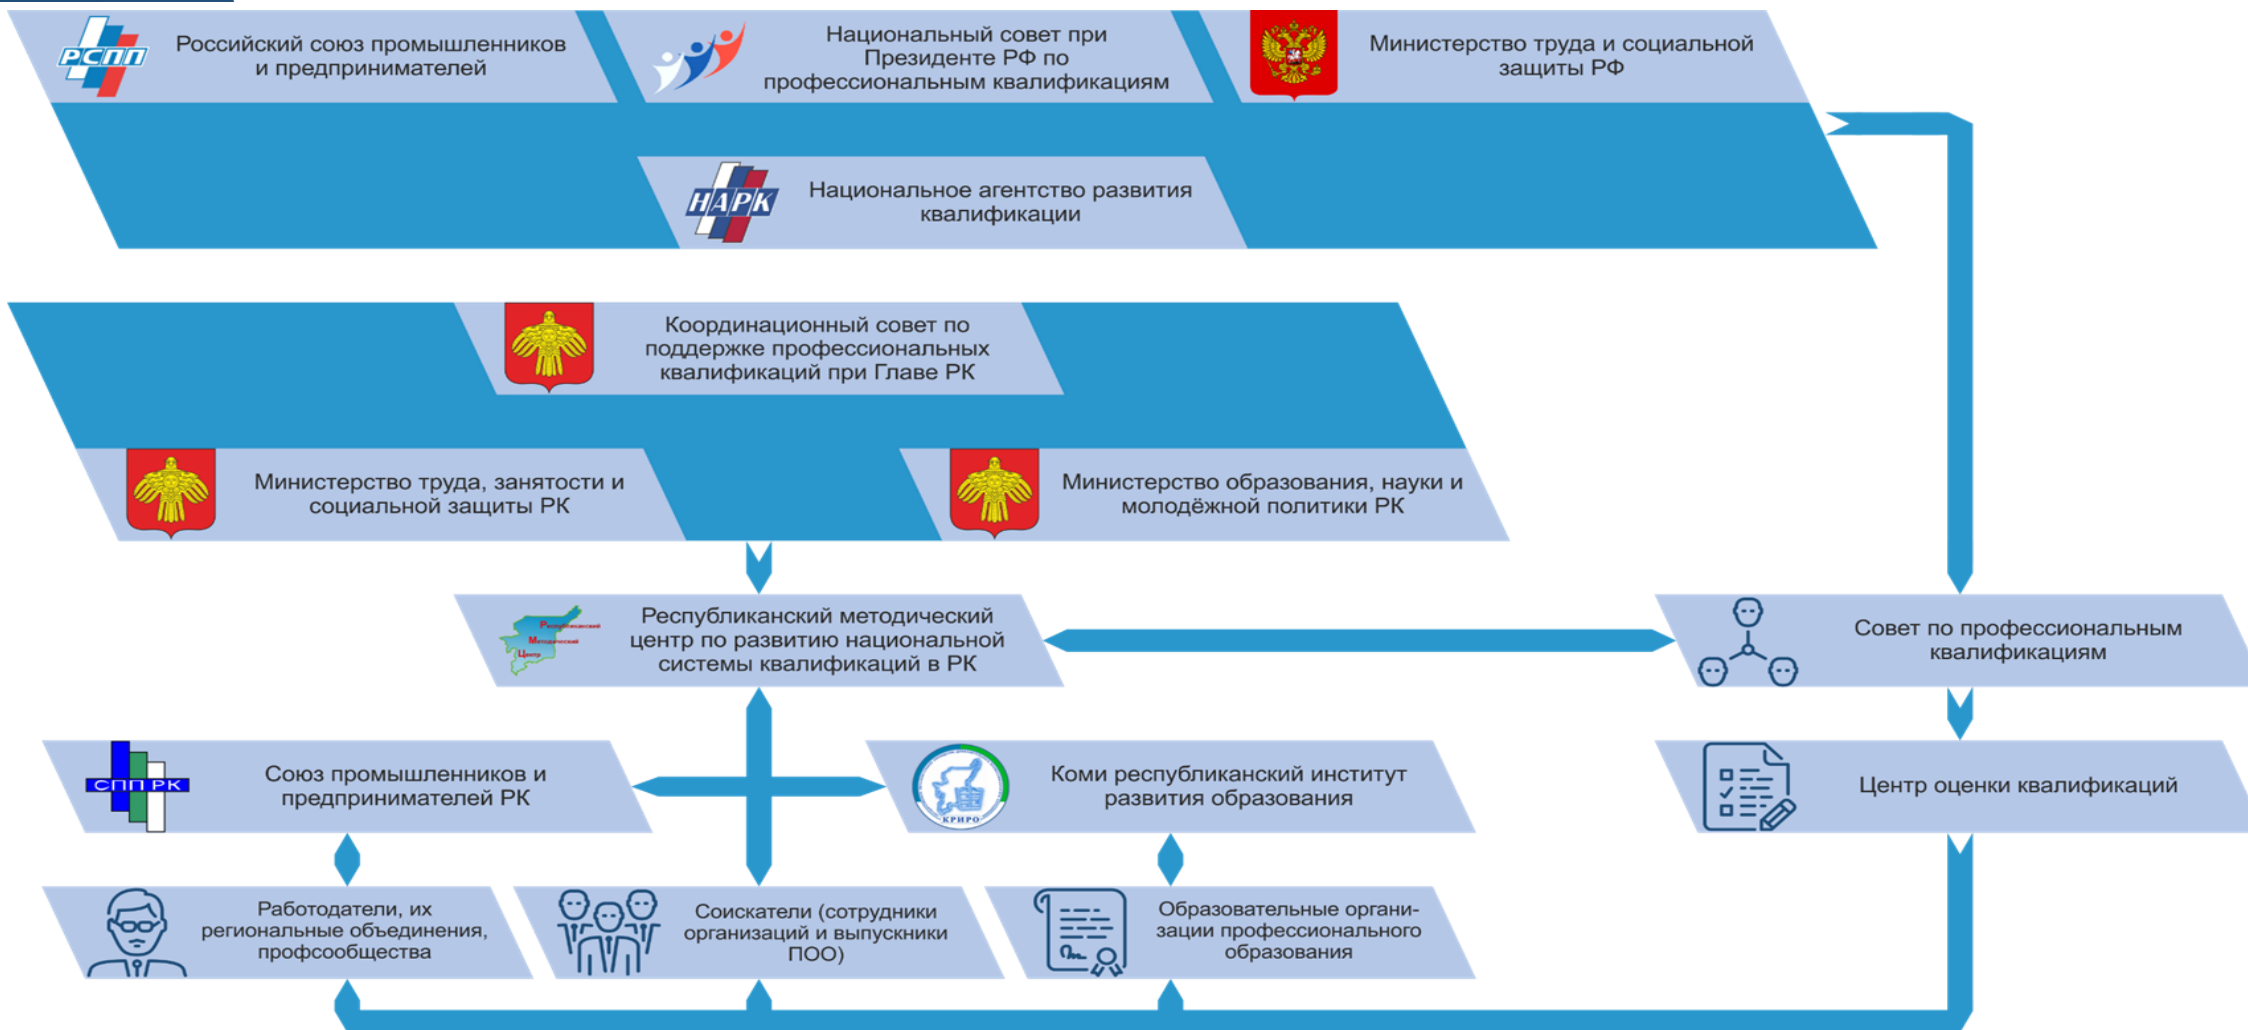 РСПП
Российский союз промышленников
и предпринимателей
Национальный совет при
Президенте РФ по
профессиональным квалификациям
Министерство труда и социальной
защиты РФ
НАРК
Национальное агентство развития
квалификации
Координационный совет по
поддержке профессиональных
квалификаций при Главе РК
Министерство труда, занятости и
социальной защиты РК
Министерство образования, науки и
молодёжной политики РК
Республиканский
Методический
Центр
Республиканский методический
центр по развитию национальной
системы квалификаций в РК
Совет по профессиональным
квалификациям
СПП РК
Союз промышленников и
предпринимателей РК
КРИРО
Коми республиканский институт
развития образования
Центр оценки квалификаций
Работодатели, их
региональные объединения,
профсообщества
Соискатели (сотрудники
организаций и выпускники
ПОО)
Образовательные органи-
зации профессионального
образования